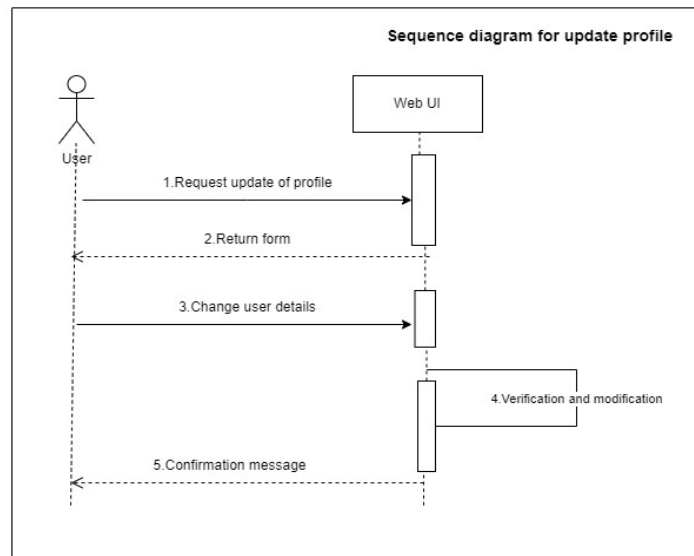 Sequence diagram for update profile
Web UI
User
1.Request update of profile
2.Return form
3.Change user details
4.Verification and modification
5.Confirmation message